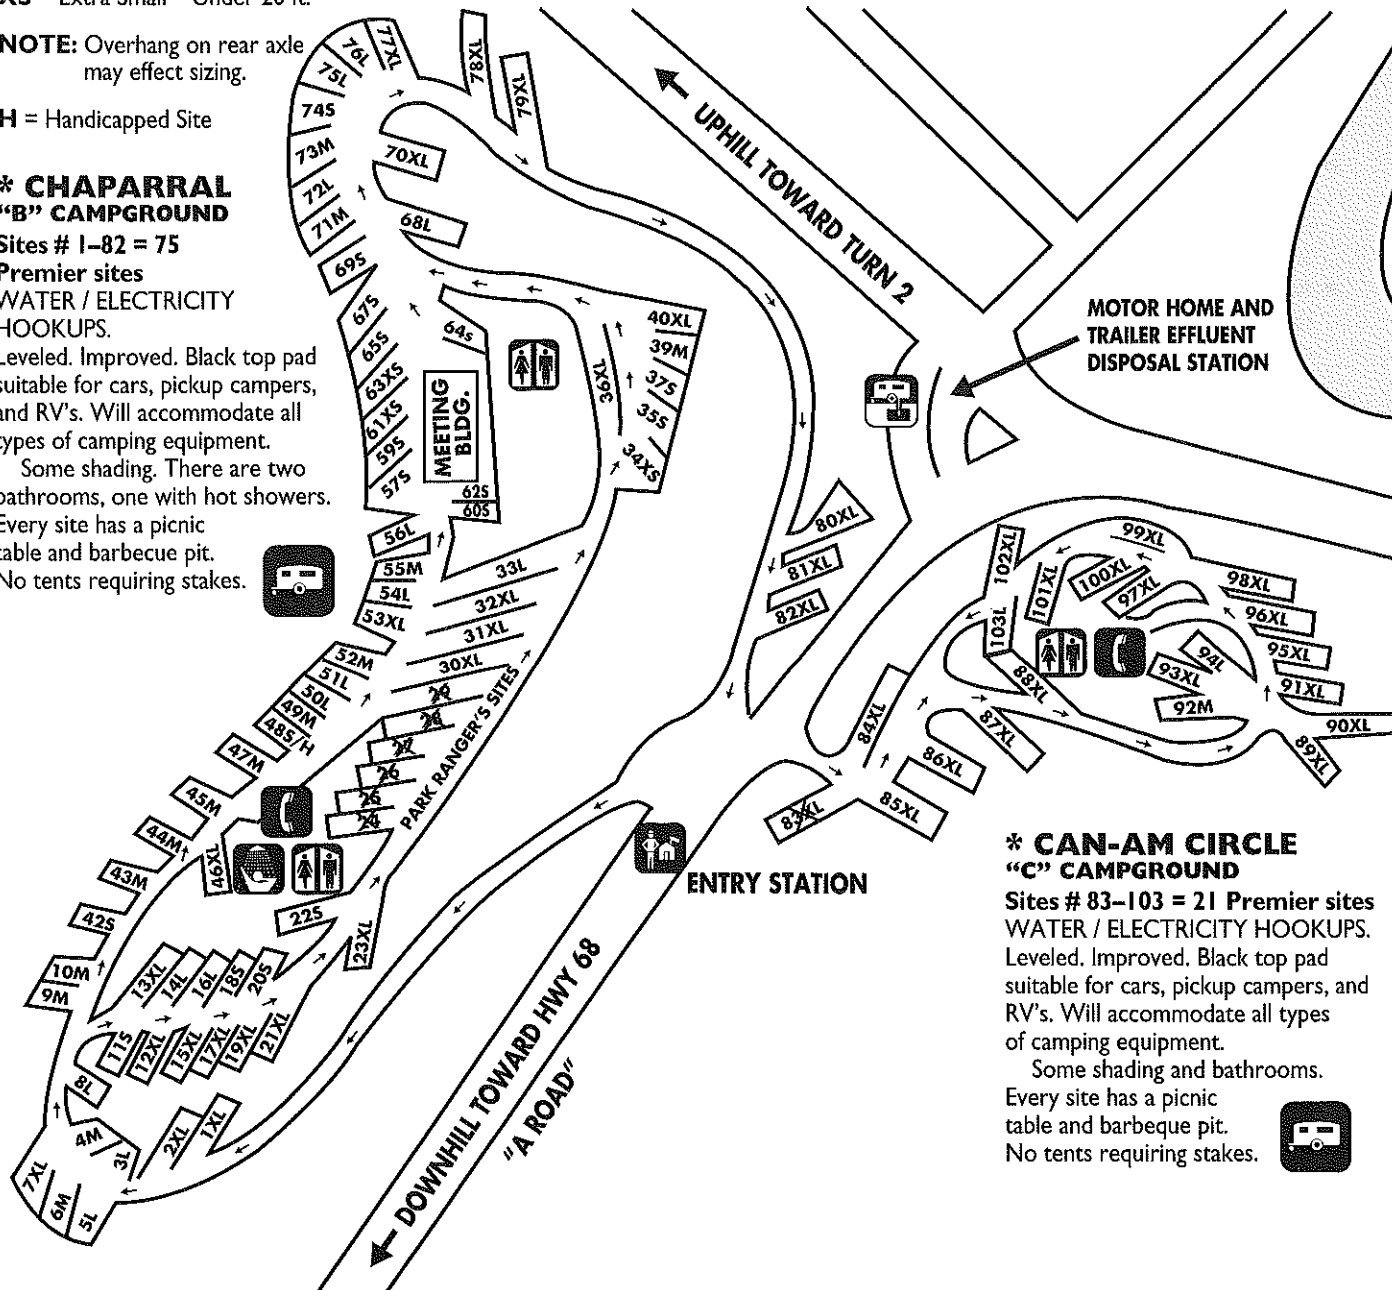 XS = Extra Small - Under 20 ft.
NOTE: Overhang on rear axle
may effect sizing.
H = Handicapped Site
* CHAPARRAL
“B” CAMPGROUND
Sites # 1–82 = 75
Premier sites
WATER / ELECTRICITY
HOOKUPS.
Leveled. Improved. Black top pad
suitable for cars, pickup campers,
and RV's. Will accommodate all
types of camping equipment.
Some shading. There are two
bathrooms, one with hot showers.
Every site has a picnic
table and barbecue pit.
No tents requiring stakes.
77XL
76L
75L
74S
73M
72L
71M
69S
67S
65S
63XS
61XS
59S
57S
56L
55M
54L
53XL
52M
51L
50L
49M
48S/H
47M
45M
44M
43M
42S
10M
9M
78XL
79XL
70XL
68L
64s
MEETING
BLDG.
62S
60S
36XL
40XL
39M
37S
35S
34XS
33L
32XL
31XL
30XL
29
28
27
26
25
24
PARK RANGER'S SITES
46XL
22S
23XL
13XL
14L
16L
18S
20S
11S
12XL
15XL
17XL
19XL
21XL
8L
4M
3L
2XL
1XL
7XL
6M
5L
UPHILL TOWARD TURN 2
MOTOR HOME AND
TRAILER EFFLUENT
DISPOSAL STATION
80XL
81XL
82XL
102XL
103L
101XL
99XL
100XL
97XL
98XL
96XL
95XL
94L
93XL
92M
91XL
90XL
89XL
88XL
87XL
86XL
85XL
84XL
83XL
ENTRY STATION
DOWNHILL TOWARD HWY 68
“A ROAD”
* CAN-AM CIRCLE
“C” CAMPGROUND
Sites # 83–103 = 21 Premier sites
WATER / ELECTRICITY HOOKUPS.
Leveled. Improved. Black top pad
suitable for cars, pickup campers, and
RV's. Will accommodate all types
of camping equipment.
Some shading and bathrooms.
Every site has a picnic
table and barbeque pit.
No tents requiring stakes.